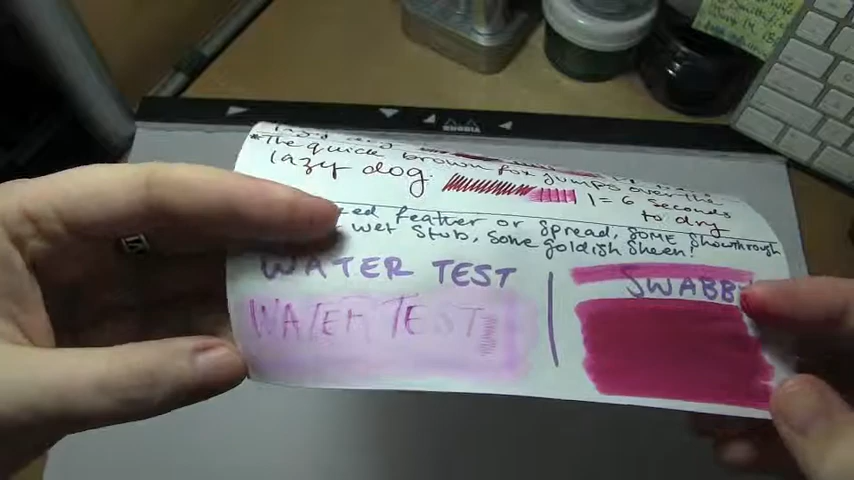 RHODIA
* The quick brown fox jumps over the
lazy dog. 1 = 6 seconds
to dry
feather or spread, some showthrough
wet stub, some goldish sheen!
WATER TEST
SWABB
WATER TEST